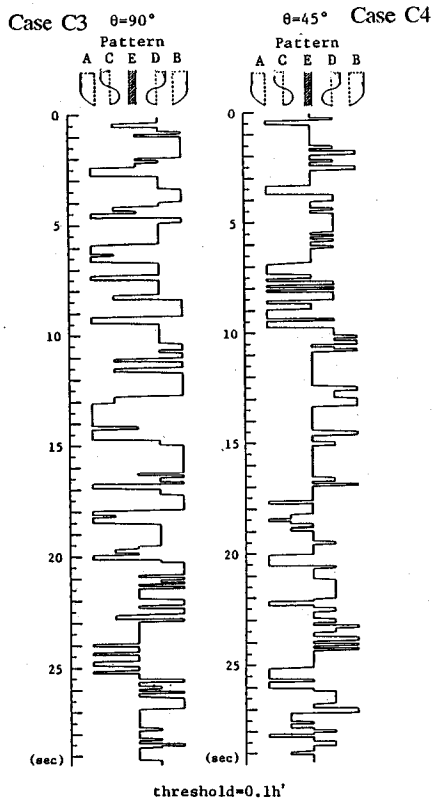 Case C3 θ=90° θ=45° Case C4
Pattern Pattern
A C E D B A C E D B
0 0
5 5
10 10
15 15
20 20
25 25
(sec) (sec)
threshold=0.1h'